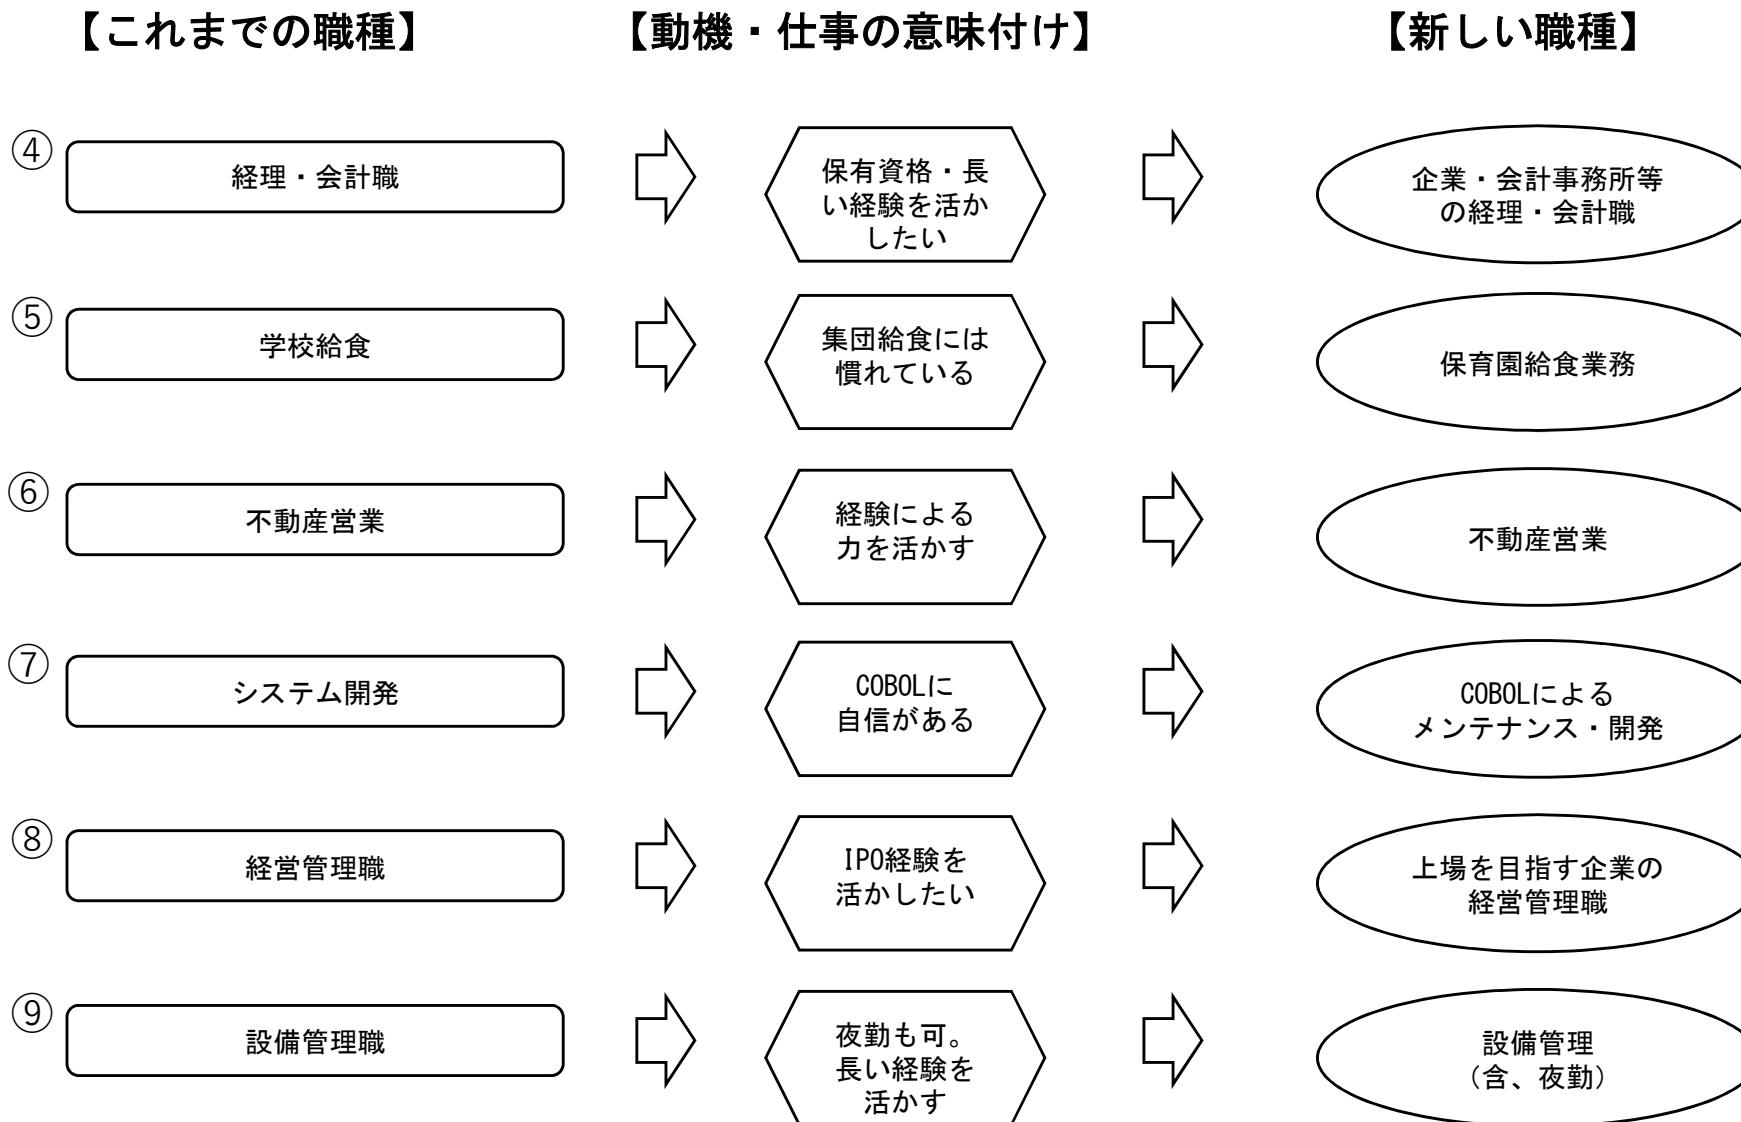 【これまでの職種】
【動機・仕事の意味付け】
【新しい職種】
④
経理・会計職
保有資格・長
い経験を活か
したい
企業・会計事務所等
の経理・会計職
⑤
学校給食
集団給食には
慣れている
保育園給食業務
⑥
不動産営業
経験による
力を活かす
不動産営業
⑦
システム開発
COBOLに
自信がある
COBOLによる
メンテナンス・開発
⑧
経営管理職
IPO経験を
活かしたい
上場を目指す企業の
経営管理職
⑨
設備管理職
夜勤も可。
長い経験を
活かす
設備管理
（含、夜勤）